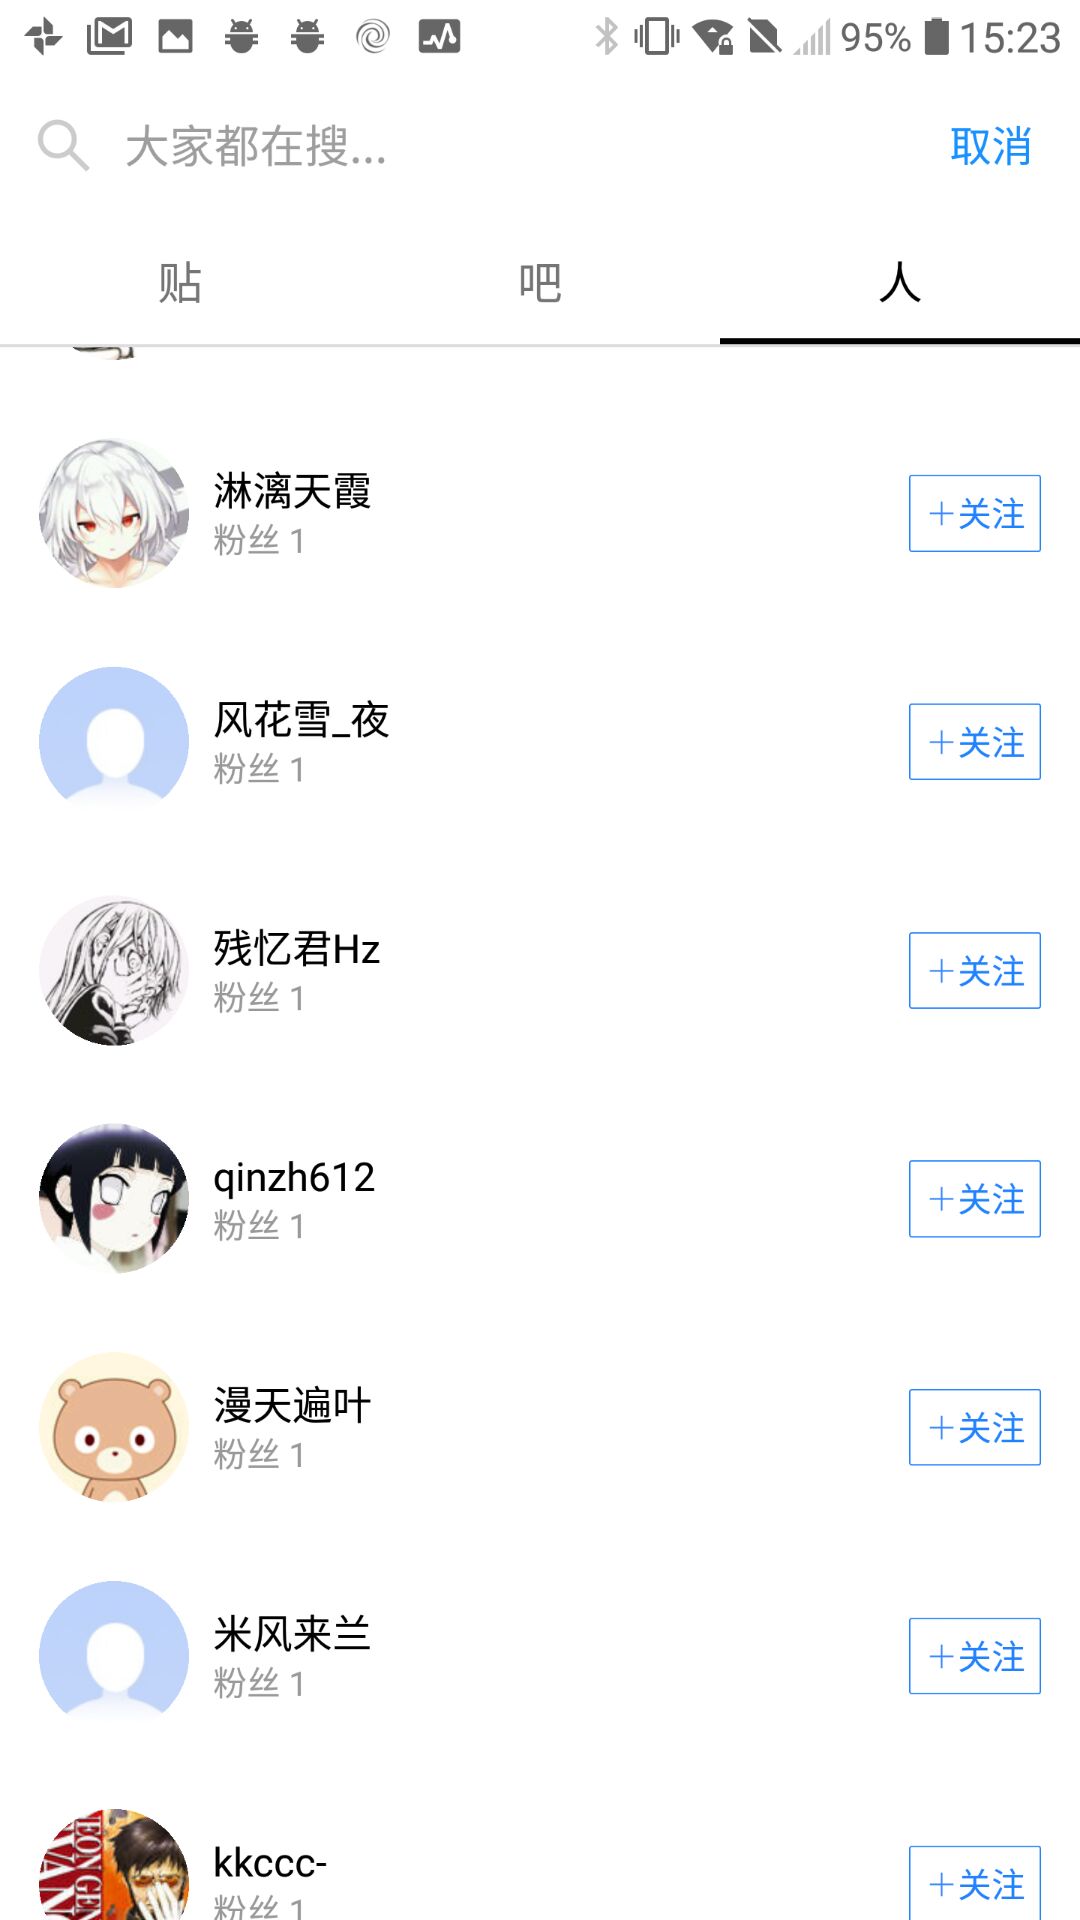 95% 15:23
大家都在搜... 取消
贴 吧 人
淋漓天霞
粉丝 1
+关注
风花雪_夜
粉丝 1
+关注
残忆君Hz
粉丝 1
+关注
qinzh612
粉丝 1
+关注
漫天遍叶
粉丝 1
+关注
米风来兰
粉丝 1
+关注
kkccc-
粉丝 1
+关注